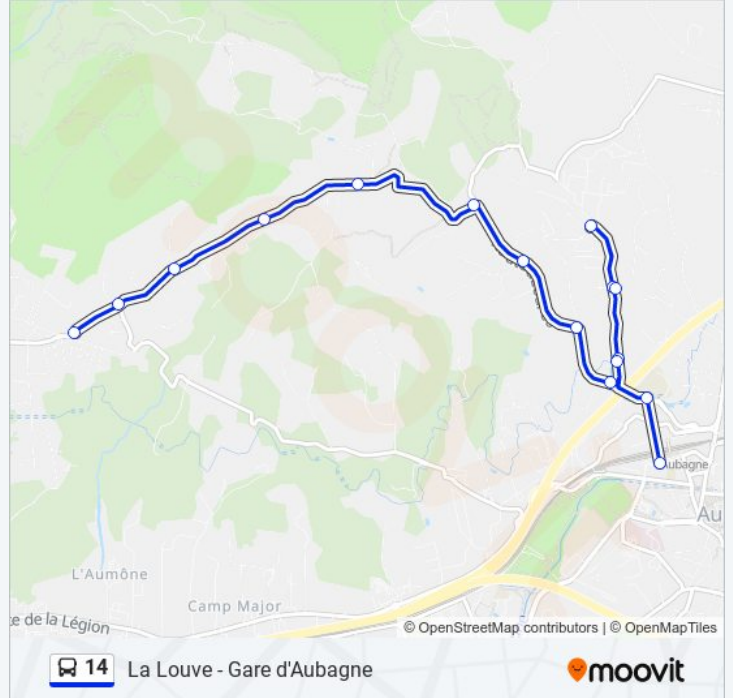 Aubagne
Au
L'Aumône
Camp Major
te de la Légion
© OpenStreetMap contributors | © OpenMapTiles
14 La Louve - Gare d'Aubagne
moovit